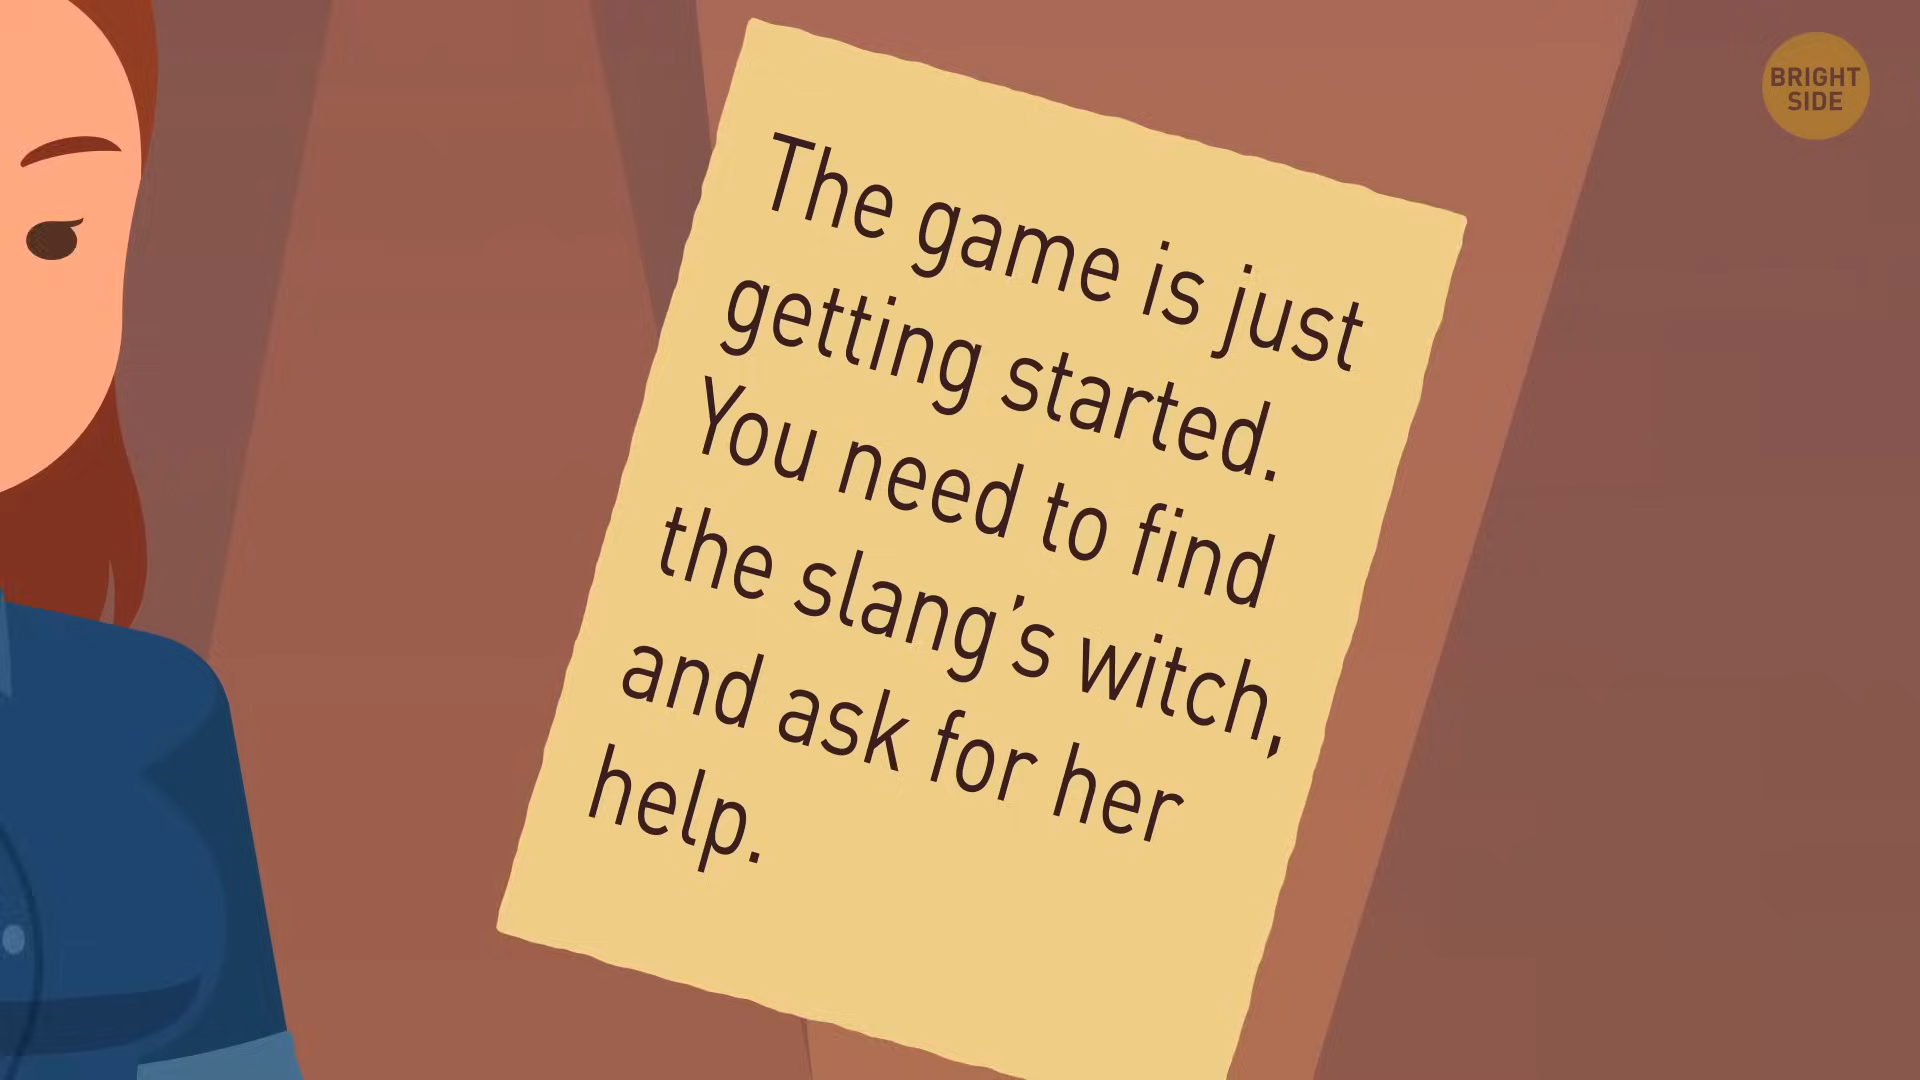 The game is just
getting started.
You need to find
the slang's witch,
and ask for her
help.
BRIGHT
SIDE